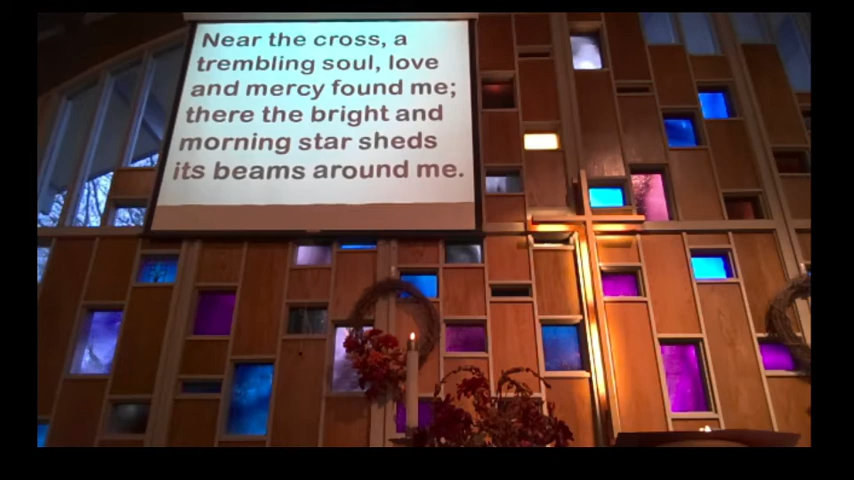 Near the cross, a
trembling soul, love
and mercy found me;
there the bright and
morning star sheds
its beams around me.